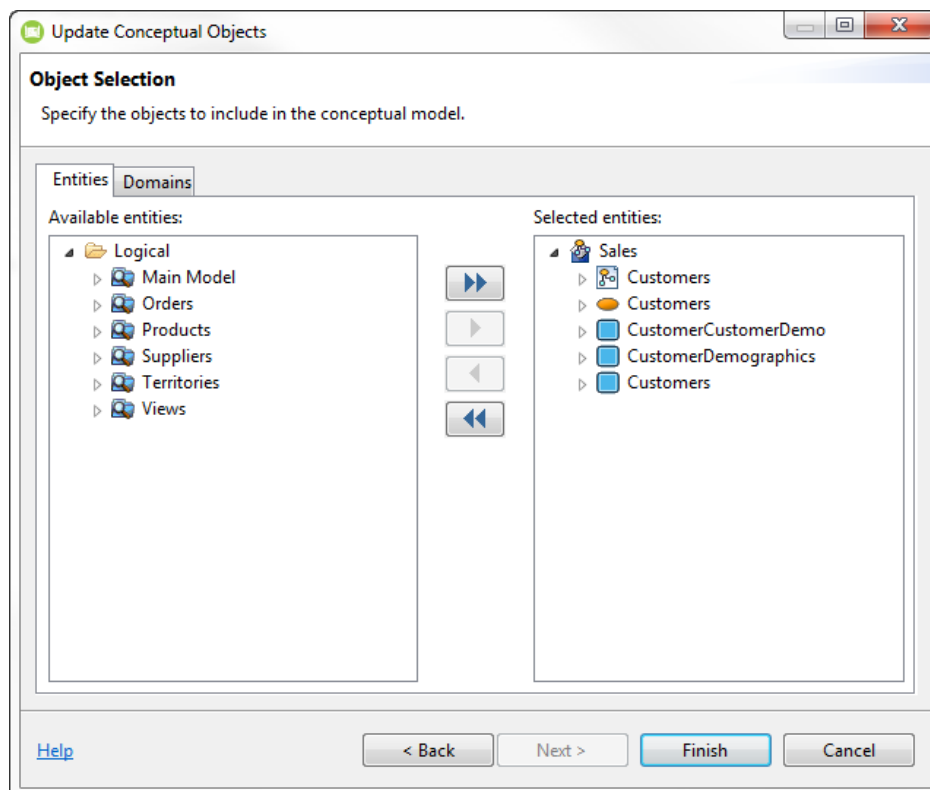 Update Conceptual Objects
Object Selection
Specify the objects to include in the conceptual model.
Entities
Domains
Available entities:
Logical
Main Model
Orders
Products
Suppliers
Territories
Views
Selected entities:
Sales
Customers
Customers
CustomerCustomerDemo
CustomerDemographics
Customers
Help
< Back
Next >
Finish
Cancel